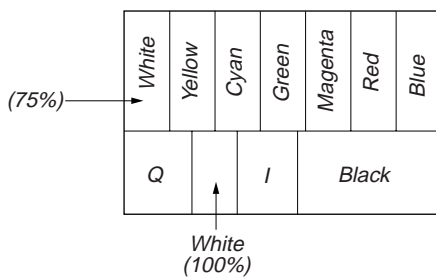 White Yellow Cyan Green Magenta Red Blue
(75%)
Q I Black
White
(100%)